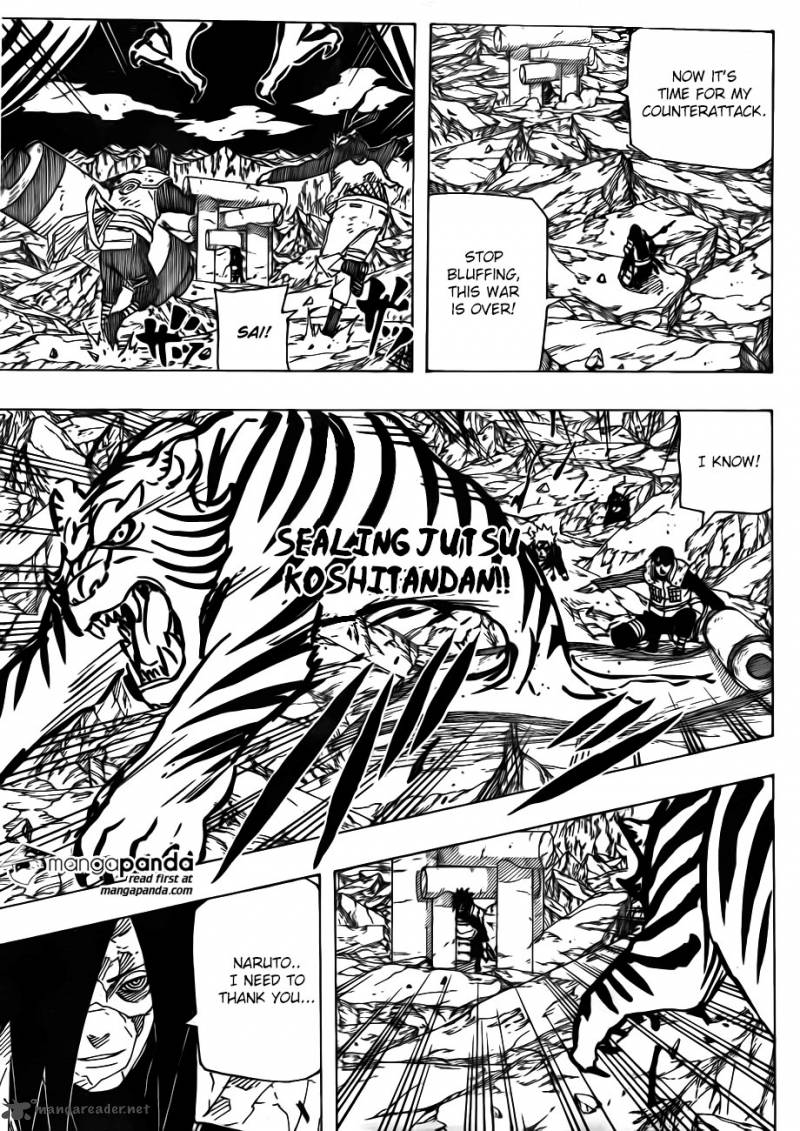 NOW IT'S
TIME FOR MY
COUNTERATTACK.
STOP
BLUFFING,
THIS WAR
IS OVER!
SAI!
I KNOW!
SEALING JUTSU
KOSHITANDAN!!
mangapanda
read first at
mangapanda.com
NARUTO..
I NEED TO
THANK YOU...
mangareader.net